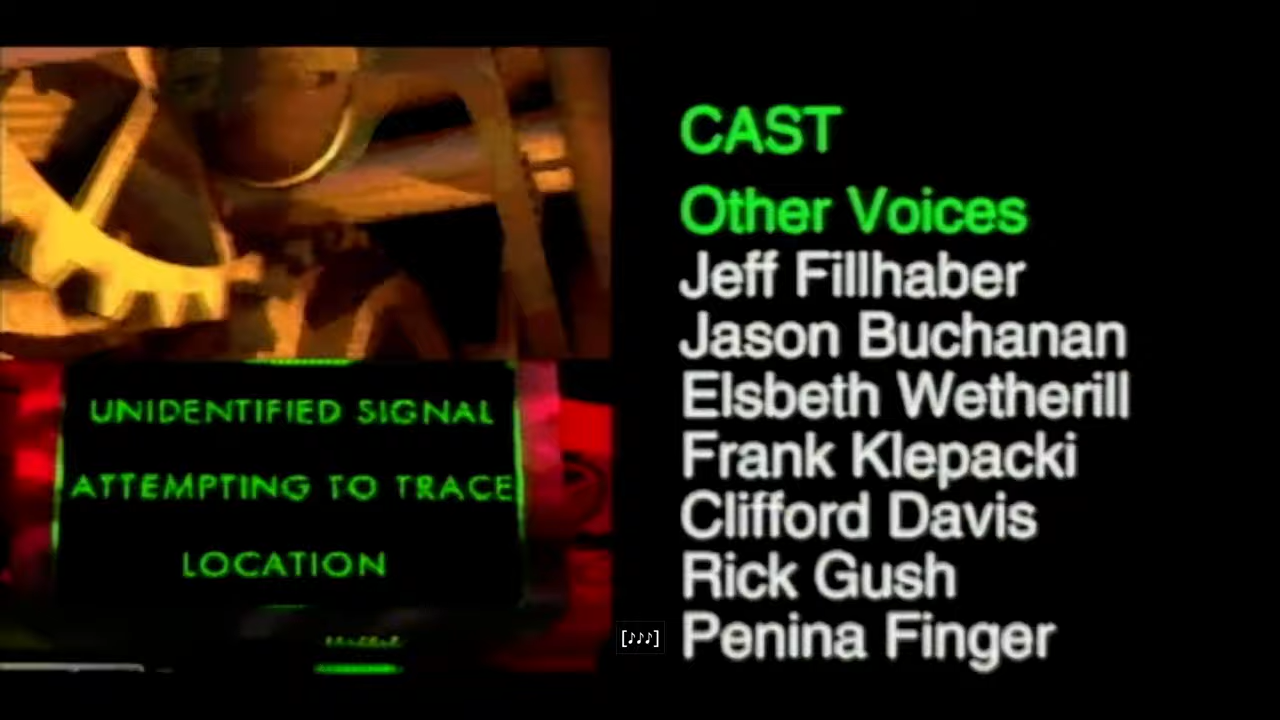 CAST
Other Voices
Jeff Fillhaber
Jason Buchanan
Elsbeth Wetherill
Frank Klepacki
Clifford Davis
Rick Gush
Penina Finger
UNIDENTIFIED SIGNAL
ATTEMPTING TO TRACE
LOCATION
[♪♪♪]